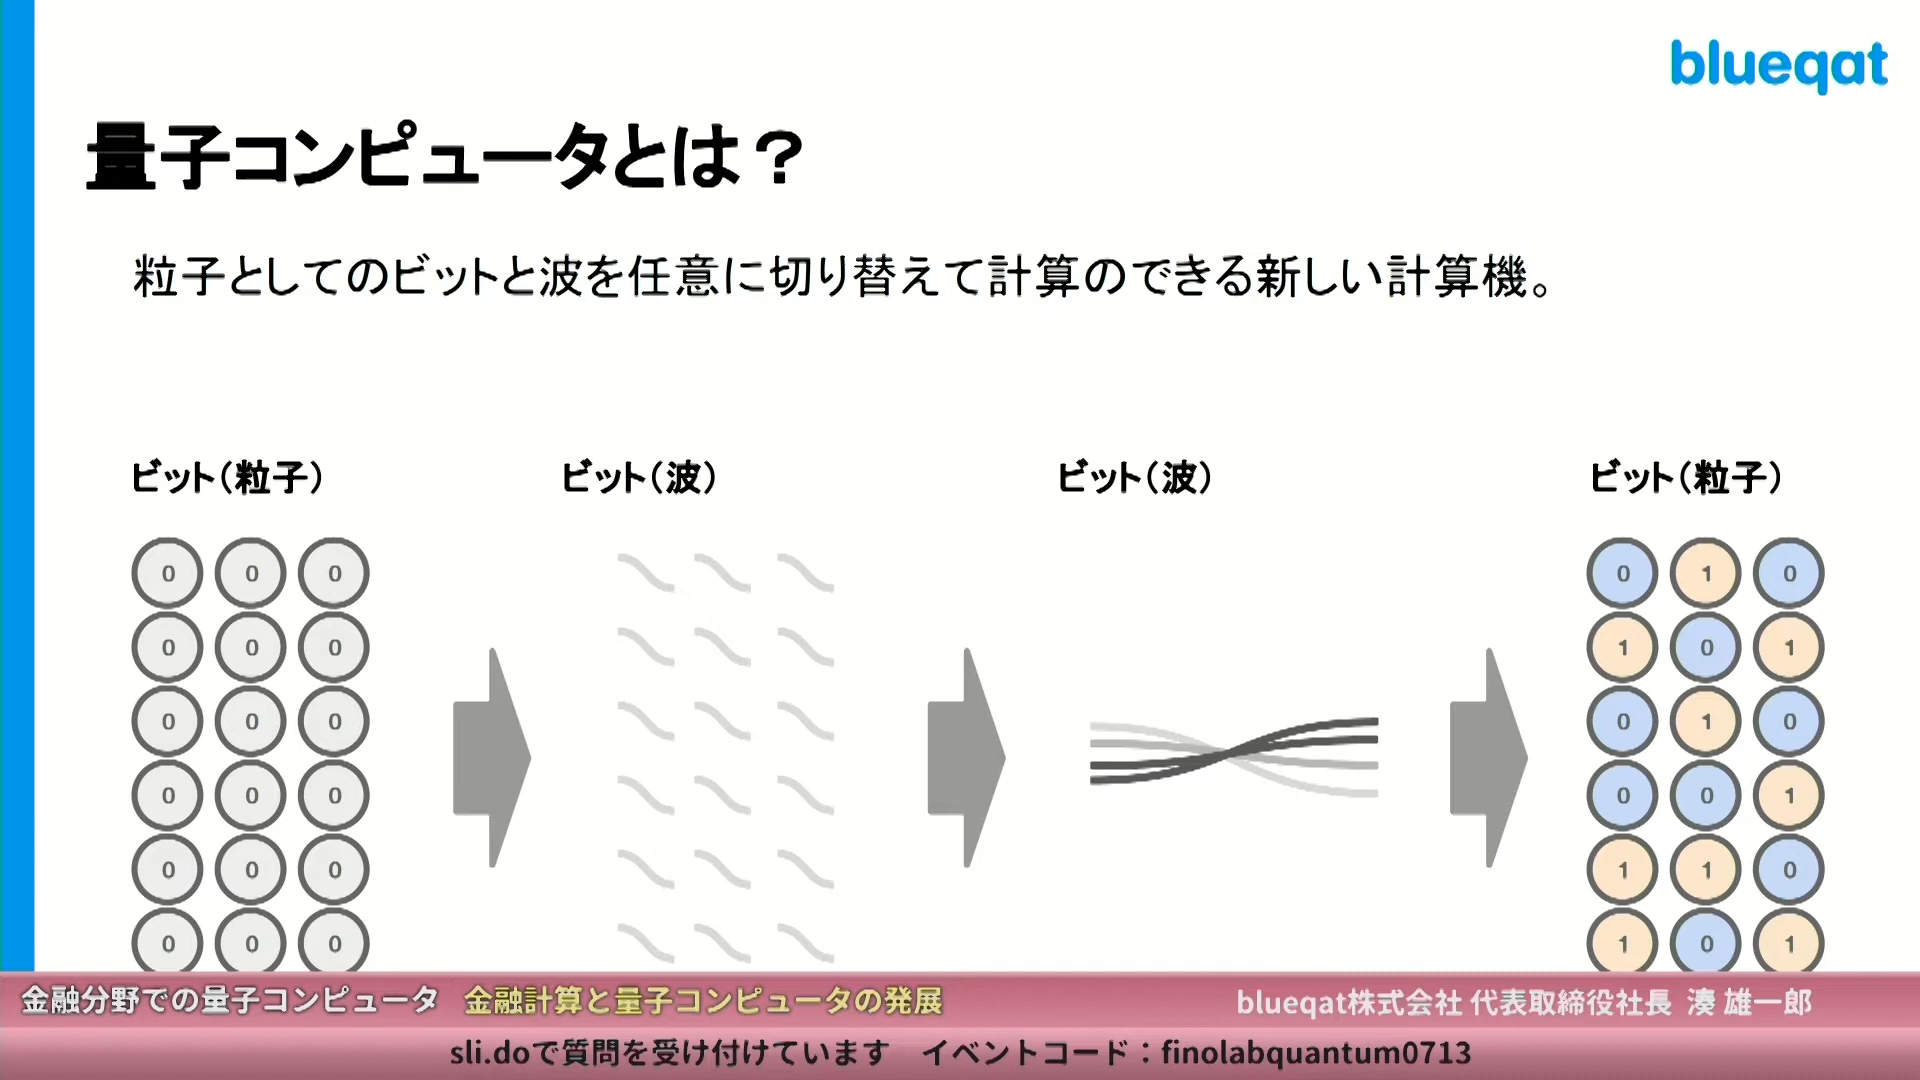 blueqat
量子コンピュータとは？
粒子としてのビットと波を任意に切り替えて計算のできる新しい計算機。
ビット（粒子） ビット（波） ビット（波） ビット（粒子）
0 0 0 0 1 0
0 0 0 1 0 1
0 0 0 0 1 0
0 0 0 0 0 1
0 0 0 1 1 0
0 0 0 1 0 1
金融分野での量子コンピュータ 金融計算と量子コンピュータの発展 blueqat株式会社 代表取締役社長 湊 雄一郎
sli.doで質問を受け付けています イベントコード：finolabquantum0713